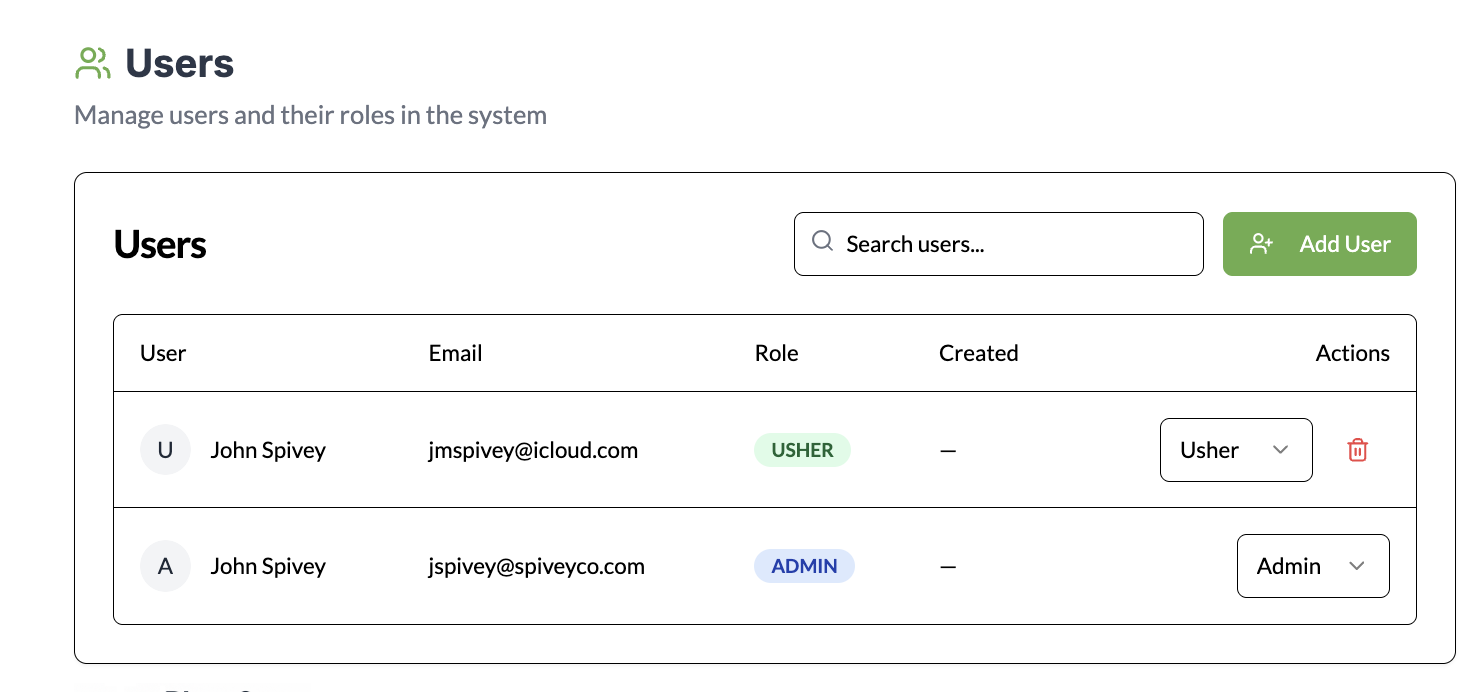 Users
Manage users and their roles in the system
Users
Search users...
Add User
User Email Role Created Actions
U John Spivey jmspivey@icloud.com USHER — Usher
A John Spivey jspivey@spiveyco.com ADMIN — Admin